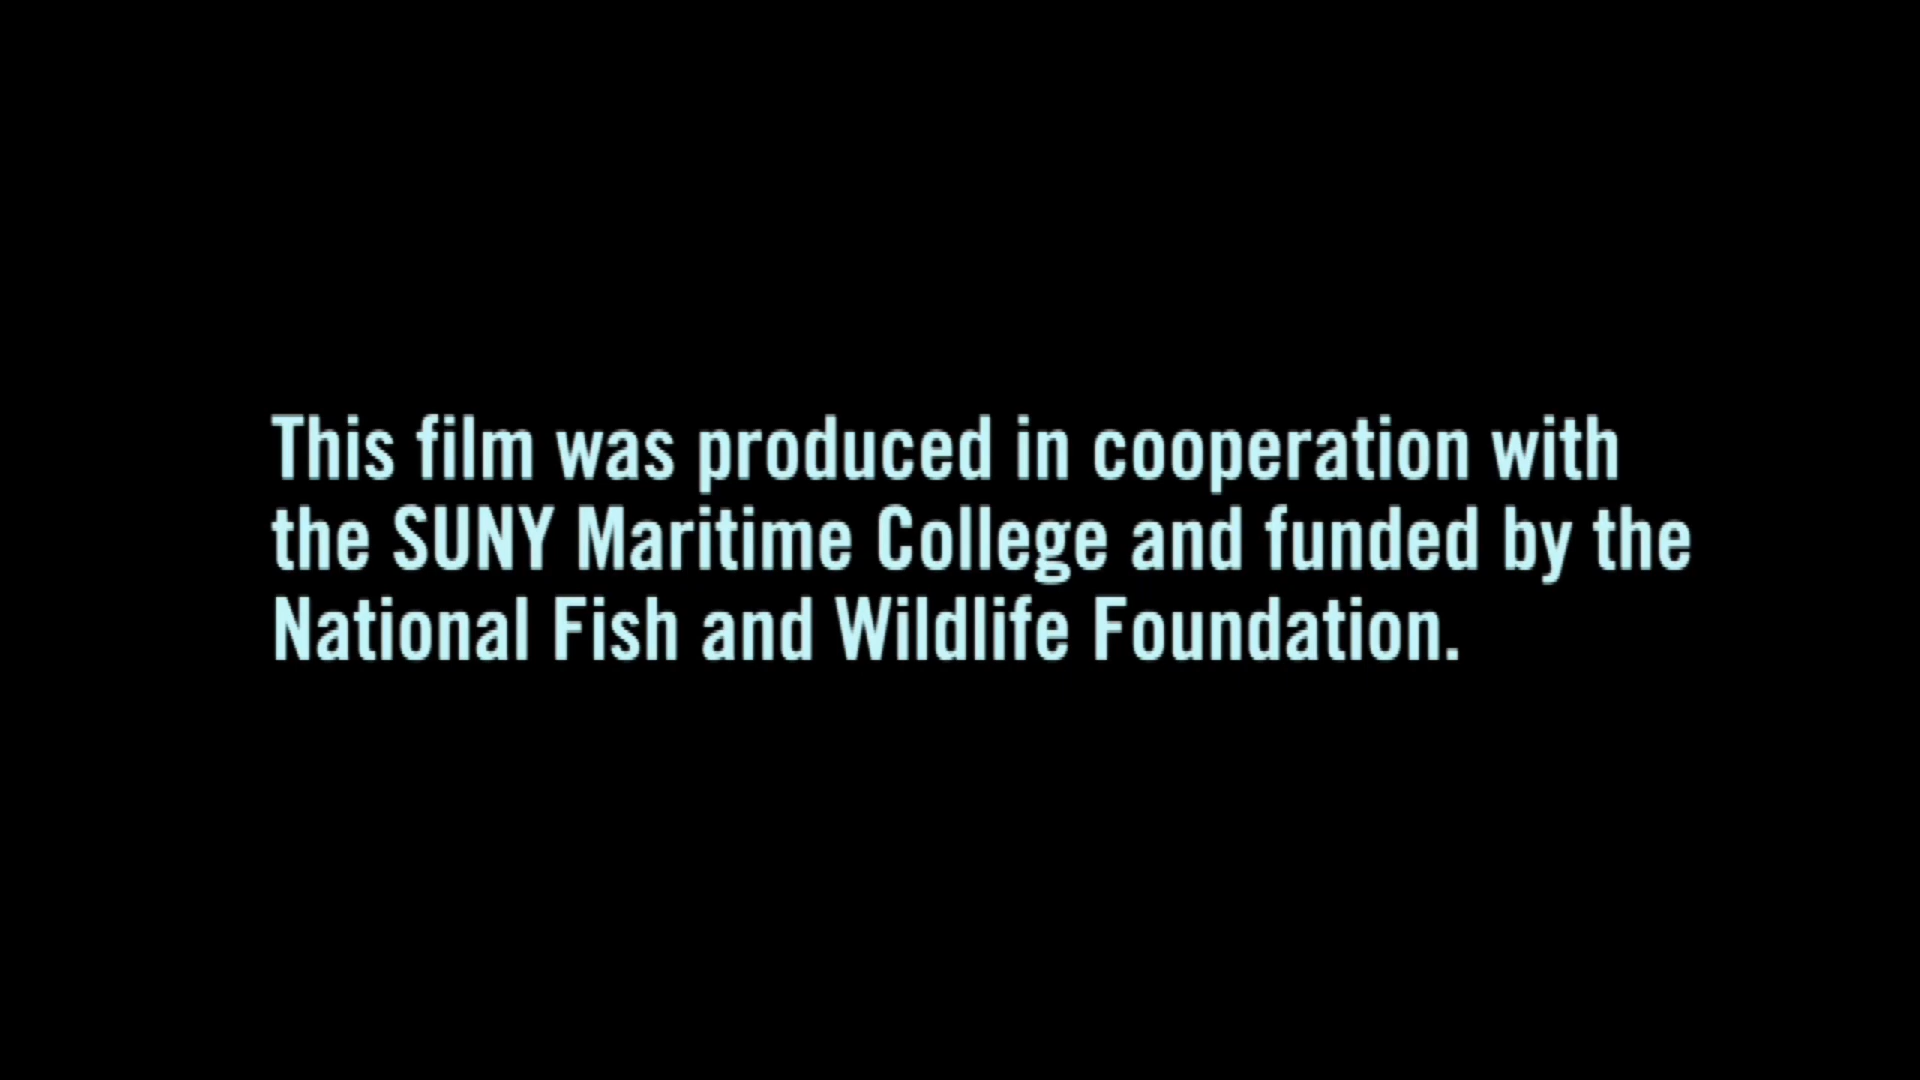 This film was produced in cooperation with
the SUNY Maritime College and funded by the
National Fish and Wildlife Foundation.